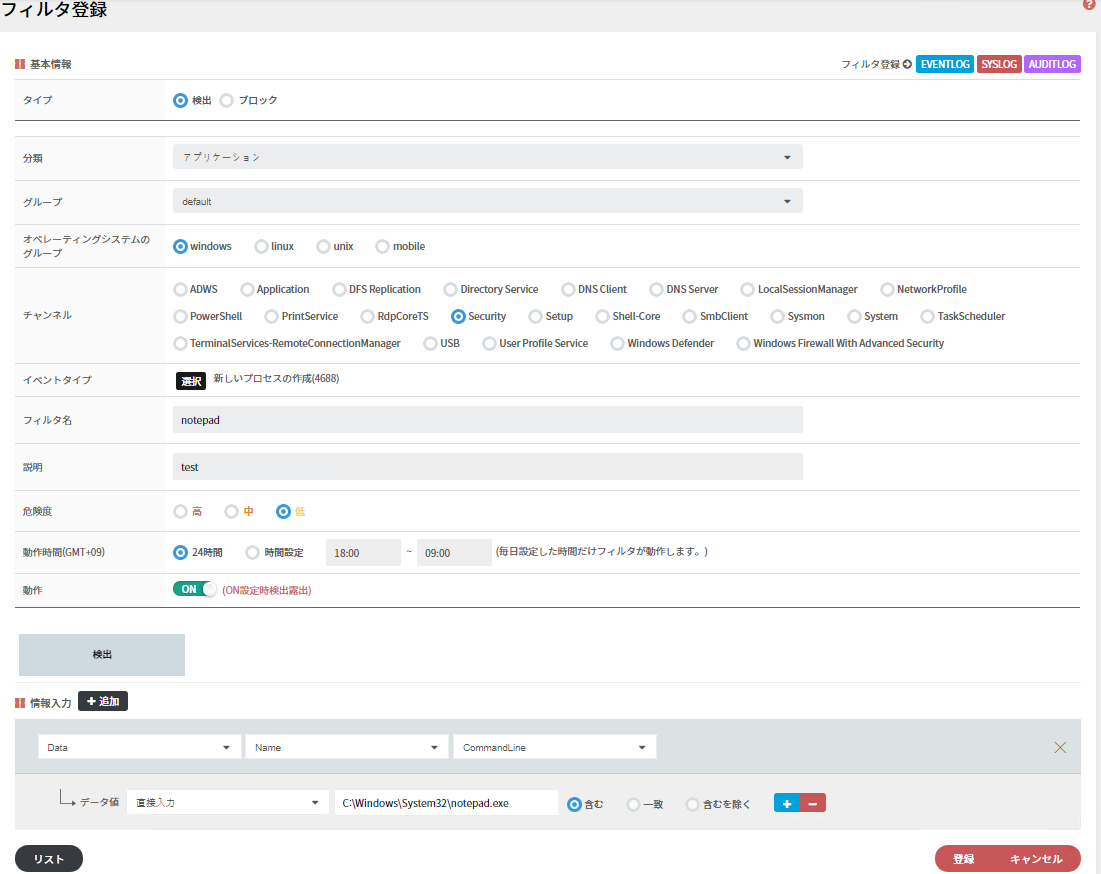 フィルタ登録
?
基本情報
フィルタ登録 EVENTLOG SYSLOG AUDITLOG
タイプ 検出 ブロック
分類 アプリケーション
グループ default
オペレーティングシステムの
グループ
windows linux unix mobile
チャンネル
ADWS Application DFS Replication Directory Service DNS Client DNS Server LocalSessionManager NetworkProfile
PowerShell PrintService RdpCoreTS Security Setup Shell-Core SmbClient Sysmon System TaskScheduler
TerminalServices-RemoteConnectionManager USB User Profile Service Windows Defender Windows Firewall With Advanced Security
イベントタイプ 選択 新しいプロセスの作成(4688)
フィルタ名 notepad
説明 test
危険度 高 中 低
動作時間(GMT+09) 24時間 時間設定 18:00 ~ 09:00 (毎日設定した時間だけフィルタが動作します。)
動作 ON (ON設定時検出露出)
検出
情報入力 +追加
Data Name CommandLine
データ値 直接入力 C:\Windows\System32\notepad.exe 含む 一致 含むを除く + −
リスト 登録 キャンセル